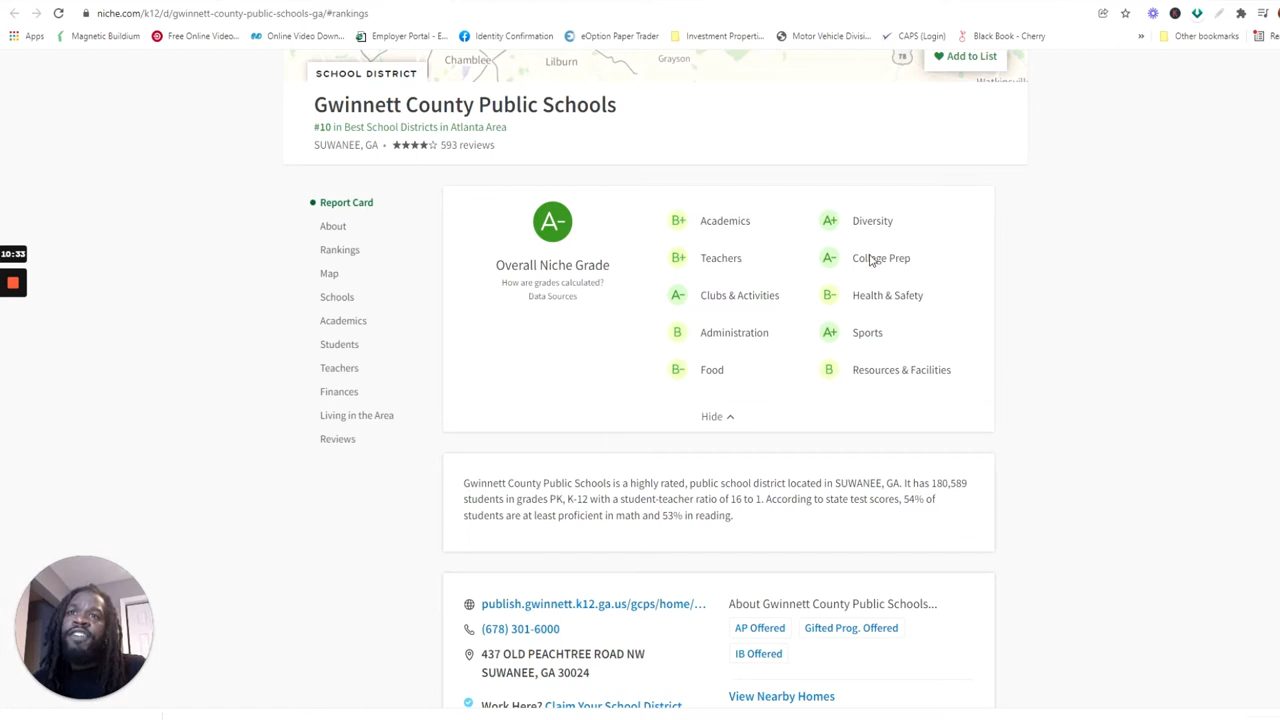 niche.com/k12/d/gwinnett-county-public-schools-ga/#rankings
Apps
Magnetic Buildium
Free Online Video...
Online Video Down...
Employer Portal - E...
Identity Confirmation
eOption Paper Trader
Investment Properti...
Motor Vehicle Divisi...
CAPS (Login)
Black Book - Cherry
»
Other bookmarks
Rea
Chamblee
Lilburn
Grayson
78
Add to List
SCHOOL DISTRICT
Gwinnett County Public Schools
#10 in Best School Districts in Atlanta Area
SUWANEE, GA • 593 reviews
Report Card
About
Rankings
Map
Schools
Academics
Students
Teachers
Finances
Living in the Area
Reviews
10:33
A-
Overall Niche Grade
How are grades calculated?
Data Sources
B+ Academics
B+ Teachers
A- Clubs & Activities
B Administration
B- Food
A+ Diversity
A- College Prep
B- Health & Safety
A+ Sports
B Resources & Facilities
Hide
Gwinnett County Public Schools is a highly rated, public school district located in SUWANEE, GA. It has 180,589
students in grades PK, K-12 with a student-teacher ratio of 16 to 1. According to state test scores, 54% of
students are at least proficient in math and 53% in reading.
publish.gwinnett.k12.ga.us/gcps/home/...
(678) 301-6000
437 OLD PEACHTREE ROAD NW
SUWANEE, GA 30024
Work Here? Claim Your School District
About Gwinnett County Public Schools...
AP Offered
Gifted Prog. Offered
IB Offered
View Nearby Homes